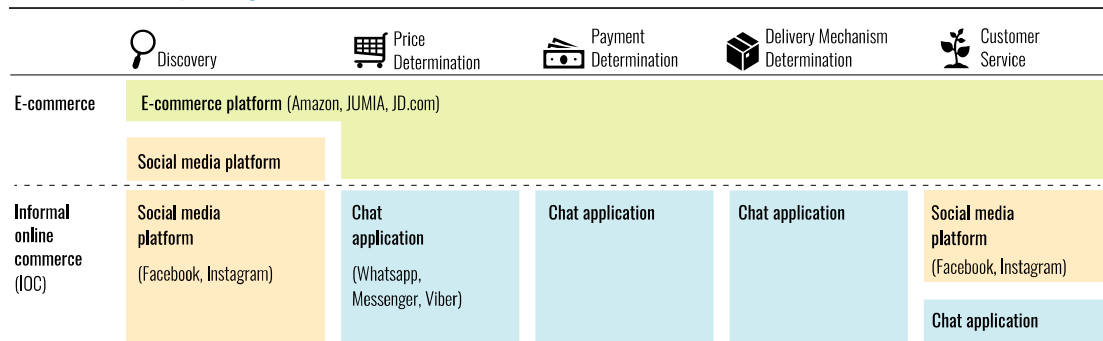 Discovery
Price
Determination
Payment
Determination
Delivery Mechanism
Determination
Customer
Service
E-commerce
E-commerce platform (Amazon, JUMIA, JD.com)
Social media platform
Informal
online
commerce
(IOC)
Social media
platform
(Facebook, Instagram)
Chat
application
(Whatsapp,
Messenger, Viber)
Chat application
Chat application
Social media
platform
(Facebook, Instagram)
Chat application